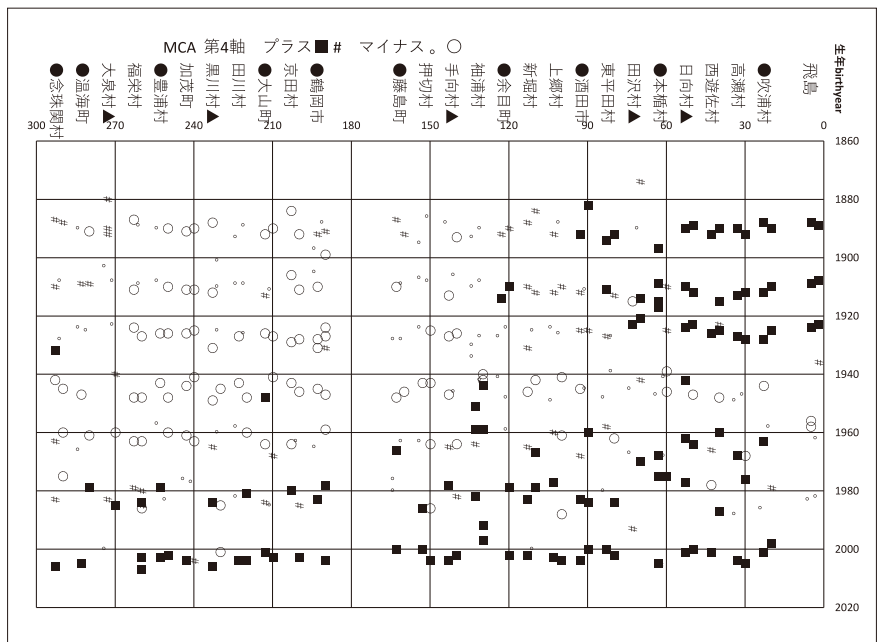 MCA 第4軸 プラス■# マイナス。○
生年birthyear
●念珠関村
●温海町
大泉村▼
福栄村
●豊浦村
加茂町
黒川村▼
田川村
●大山町
京田村
●鶴岡市
●藤島町
押切村
手向村▼
袖浦村
●余目町
新堀村
上郷村
●酒田市
東平田村
田沢村▼
●本楯村
日向村▼
西遊佐村
高瀬村
●吹浦村
飛島
300 270 240 210 180 150 120 90 60 30 0
1860
1880
1900
1920
1940
1960
1980
2000
2020